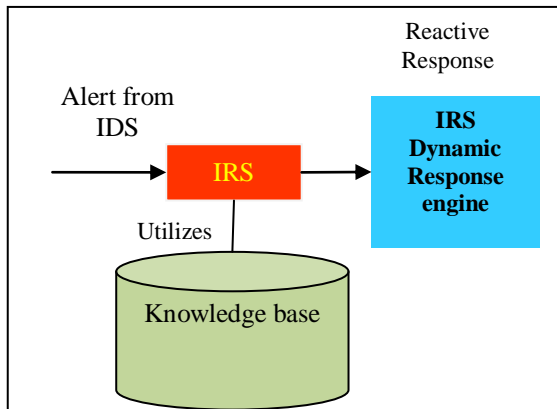 Reactive
Response
Alert from
IDS
IRS
IRS
Dynamic
Response
engine
Utilizes
Knowledge base